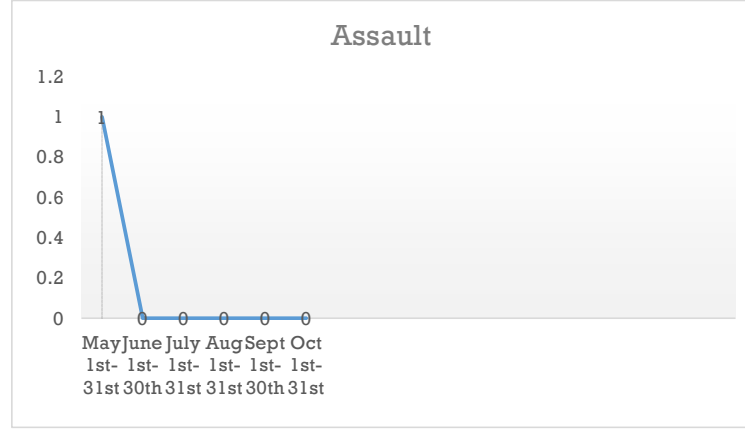 Assault
1.2
1
0.8
0.6
0.4
0.2
0
1
0 0 0 0 0
May June July Aug Sept Oct
1st- 1st- 1st- 1st- 1st- 1st-
31st 30th 31st 31st 30th 31st